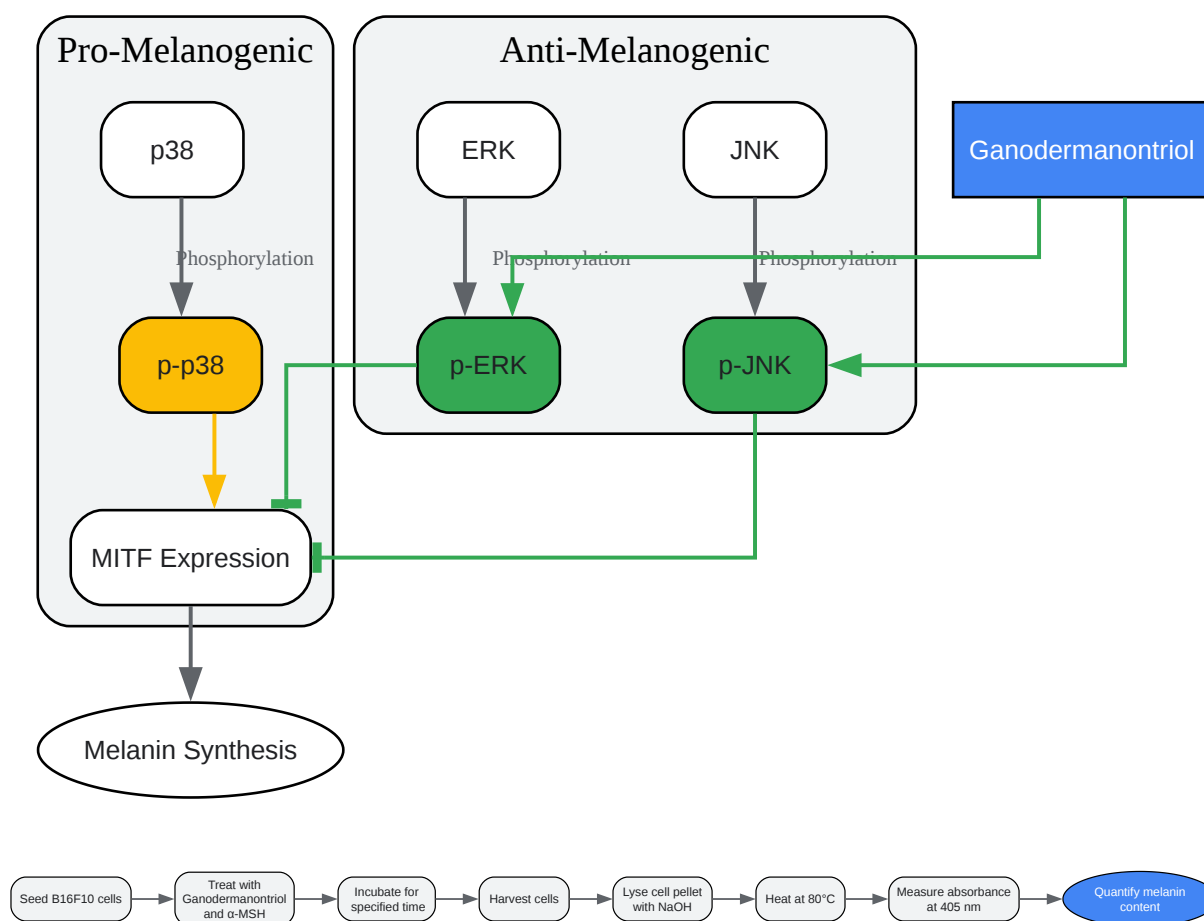 Pro-Melanogenic
Anti-Melanogenic
p38
ERK
JNK
Ganodermanontriol
Phosphorylation
Phosphorylation
Phosphorylation
p-p38
p-ERK
p-JNK
MITF Expression
Melanin Synthesis
Seed B16F10 cells
Treat with
Ganodermanontriol
and α-MSH
Incubate for
specified time
Harvest cells
Lyse cell pellet
with NaOH
Heat at 80°C
Measure absorbance
at 405 nm
Quantify melanin
content